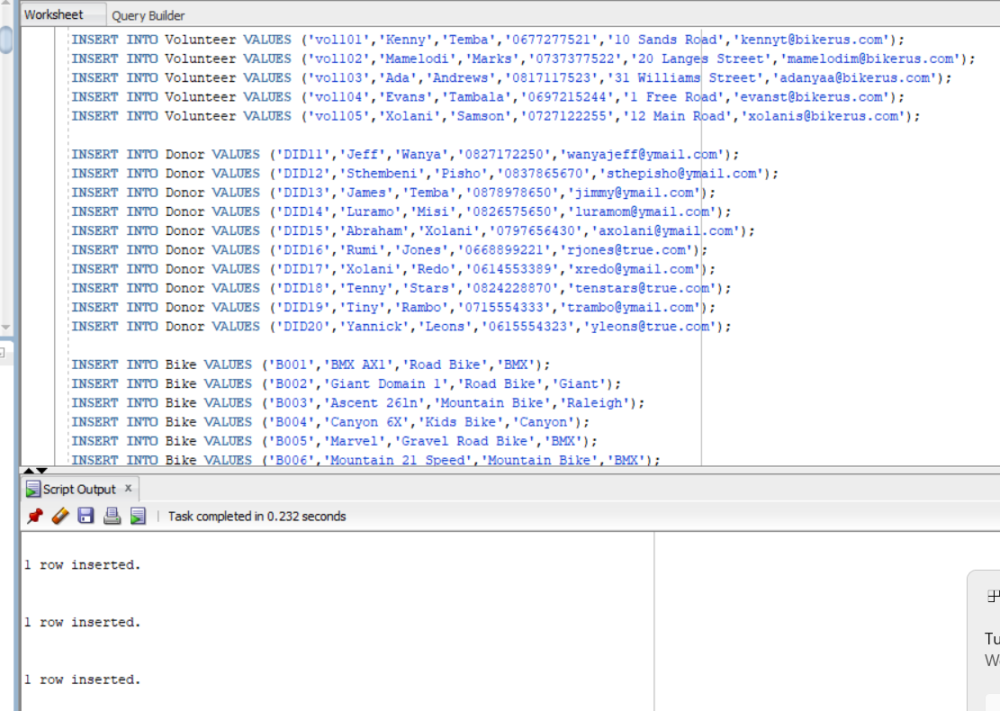 Worksheet Query Builder
INSERT INTO Volunteer VALUES ('vol101','Kenny','Temba','0677277521','10 Sands Road','kennyt@bikerus.com');
INSERT INTO Volunteer VALUES ('vol102','Mamelodi','Marks','0737377522','20 Langes Street','mamelodim@bikerus.com');
INSERT INTO Volunteer VALUES ('vol103','Ada','Andrews','0817117523','31 Williams Street','adanyaa@bikerus.com');
INSERT INTO Volunteer VALUES ('vol104','Evans','Tambala','0697215244','1 Free Road','evanst@bikerus.com');
INSERT INTO Volunteer VALUES ('vol105','Xolani','Samson','0727122255','12 Main Road','xolanis@bikerus.com');
INSERT INTO Donor VALUES ('DID11','Jeff','Wanya','0827172250','wanyajeff@ymail.com');
INSERT INTO Donor VALUES ('DID12','Sthembeni','Pisho','0837865670','sthepisho@ymail.com');
INSERT INTO Donor VALUES ('DID13','James','Temba','0878978650','jimmy@ymail.com');
INSERT INTO Donor VALUES ('DID14','Luramo','Misi','0826575650','luramom@ymail.com');
INSERT INTO Donor VALUES ('DID15','Abraham','Xolani','0797656430','axolani@ymail.com');
INSERT INTO Donor VALUES ('DID16','Rumi','Jones','0668899221','rjones@true.com');
INSERT INTO Donor VALUES ('DID17','Xolani','Redo','0614553389','xredo@ymail.com');
INSERT INTO Donor VALUES ('DID18','Tenny','Stars','0824228870','tenstars@true.com');
INSERT INTO Donor VALUES ('DID19','Tiny','Rambo','0715554333','trambo@ymail.com');
INSERT INTO Donor VALUES ('DID20','Yannick','Leons','0615554323','yleons@true.com');
INSERT INTO Bike VALUES ('B001','BMX AX1','Road Bike','BMX');
INSERT INTO Bike VALUES ('B002','Giant Domain 1','Road Bike','Giant');
INSERT INTO Bike VALUES ('B003','Ascent 26ln','Mountain Bike','Raleigh');
INSERT INTO Bike VALUES ('B004','Canyon 6X','Kids Bike','Canyon');
INSERT INTO Bike VALUES ('B005','Marvel','Gravel Road Bike','BMX');
INSERT INTO Bike VALUES ('B006','Mountain 21 Speed','Mountain Bike','BMX');
Script Output x
Task completed in 0.232 seconds
1 row inserted.
1 row inserted.
1 row inserted.
Tu